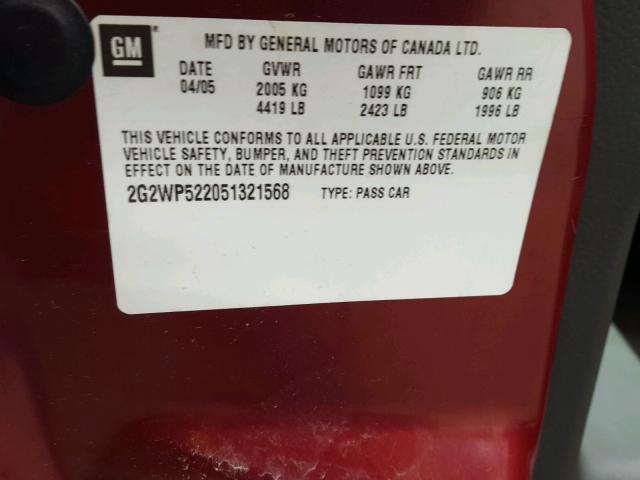 GM
MFD BY GENERAL MOTORS OF CANADA LTD.
DATE GVWR GAWR FRT GAWR RR
04/05 2005 KG 1099 KG 906 KG
4419 LB 2423 LB 1996 LB
THIS VEHICLE CONFORMS TO ALL APPLICABLE U.S. FEDERAL MOTOR
VEHICLE SAFETY, BUMPER, AND THEFT PREVENTION STANDARDS IN
EFFECT ON THE DATE OF MANUFACTURE SHOWN ABOVE.
2G2WP522051321568 TYPE: PASS CAR